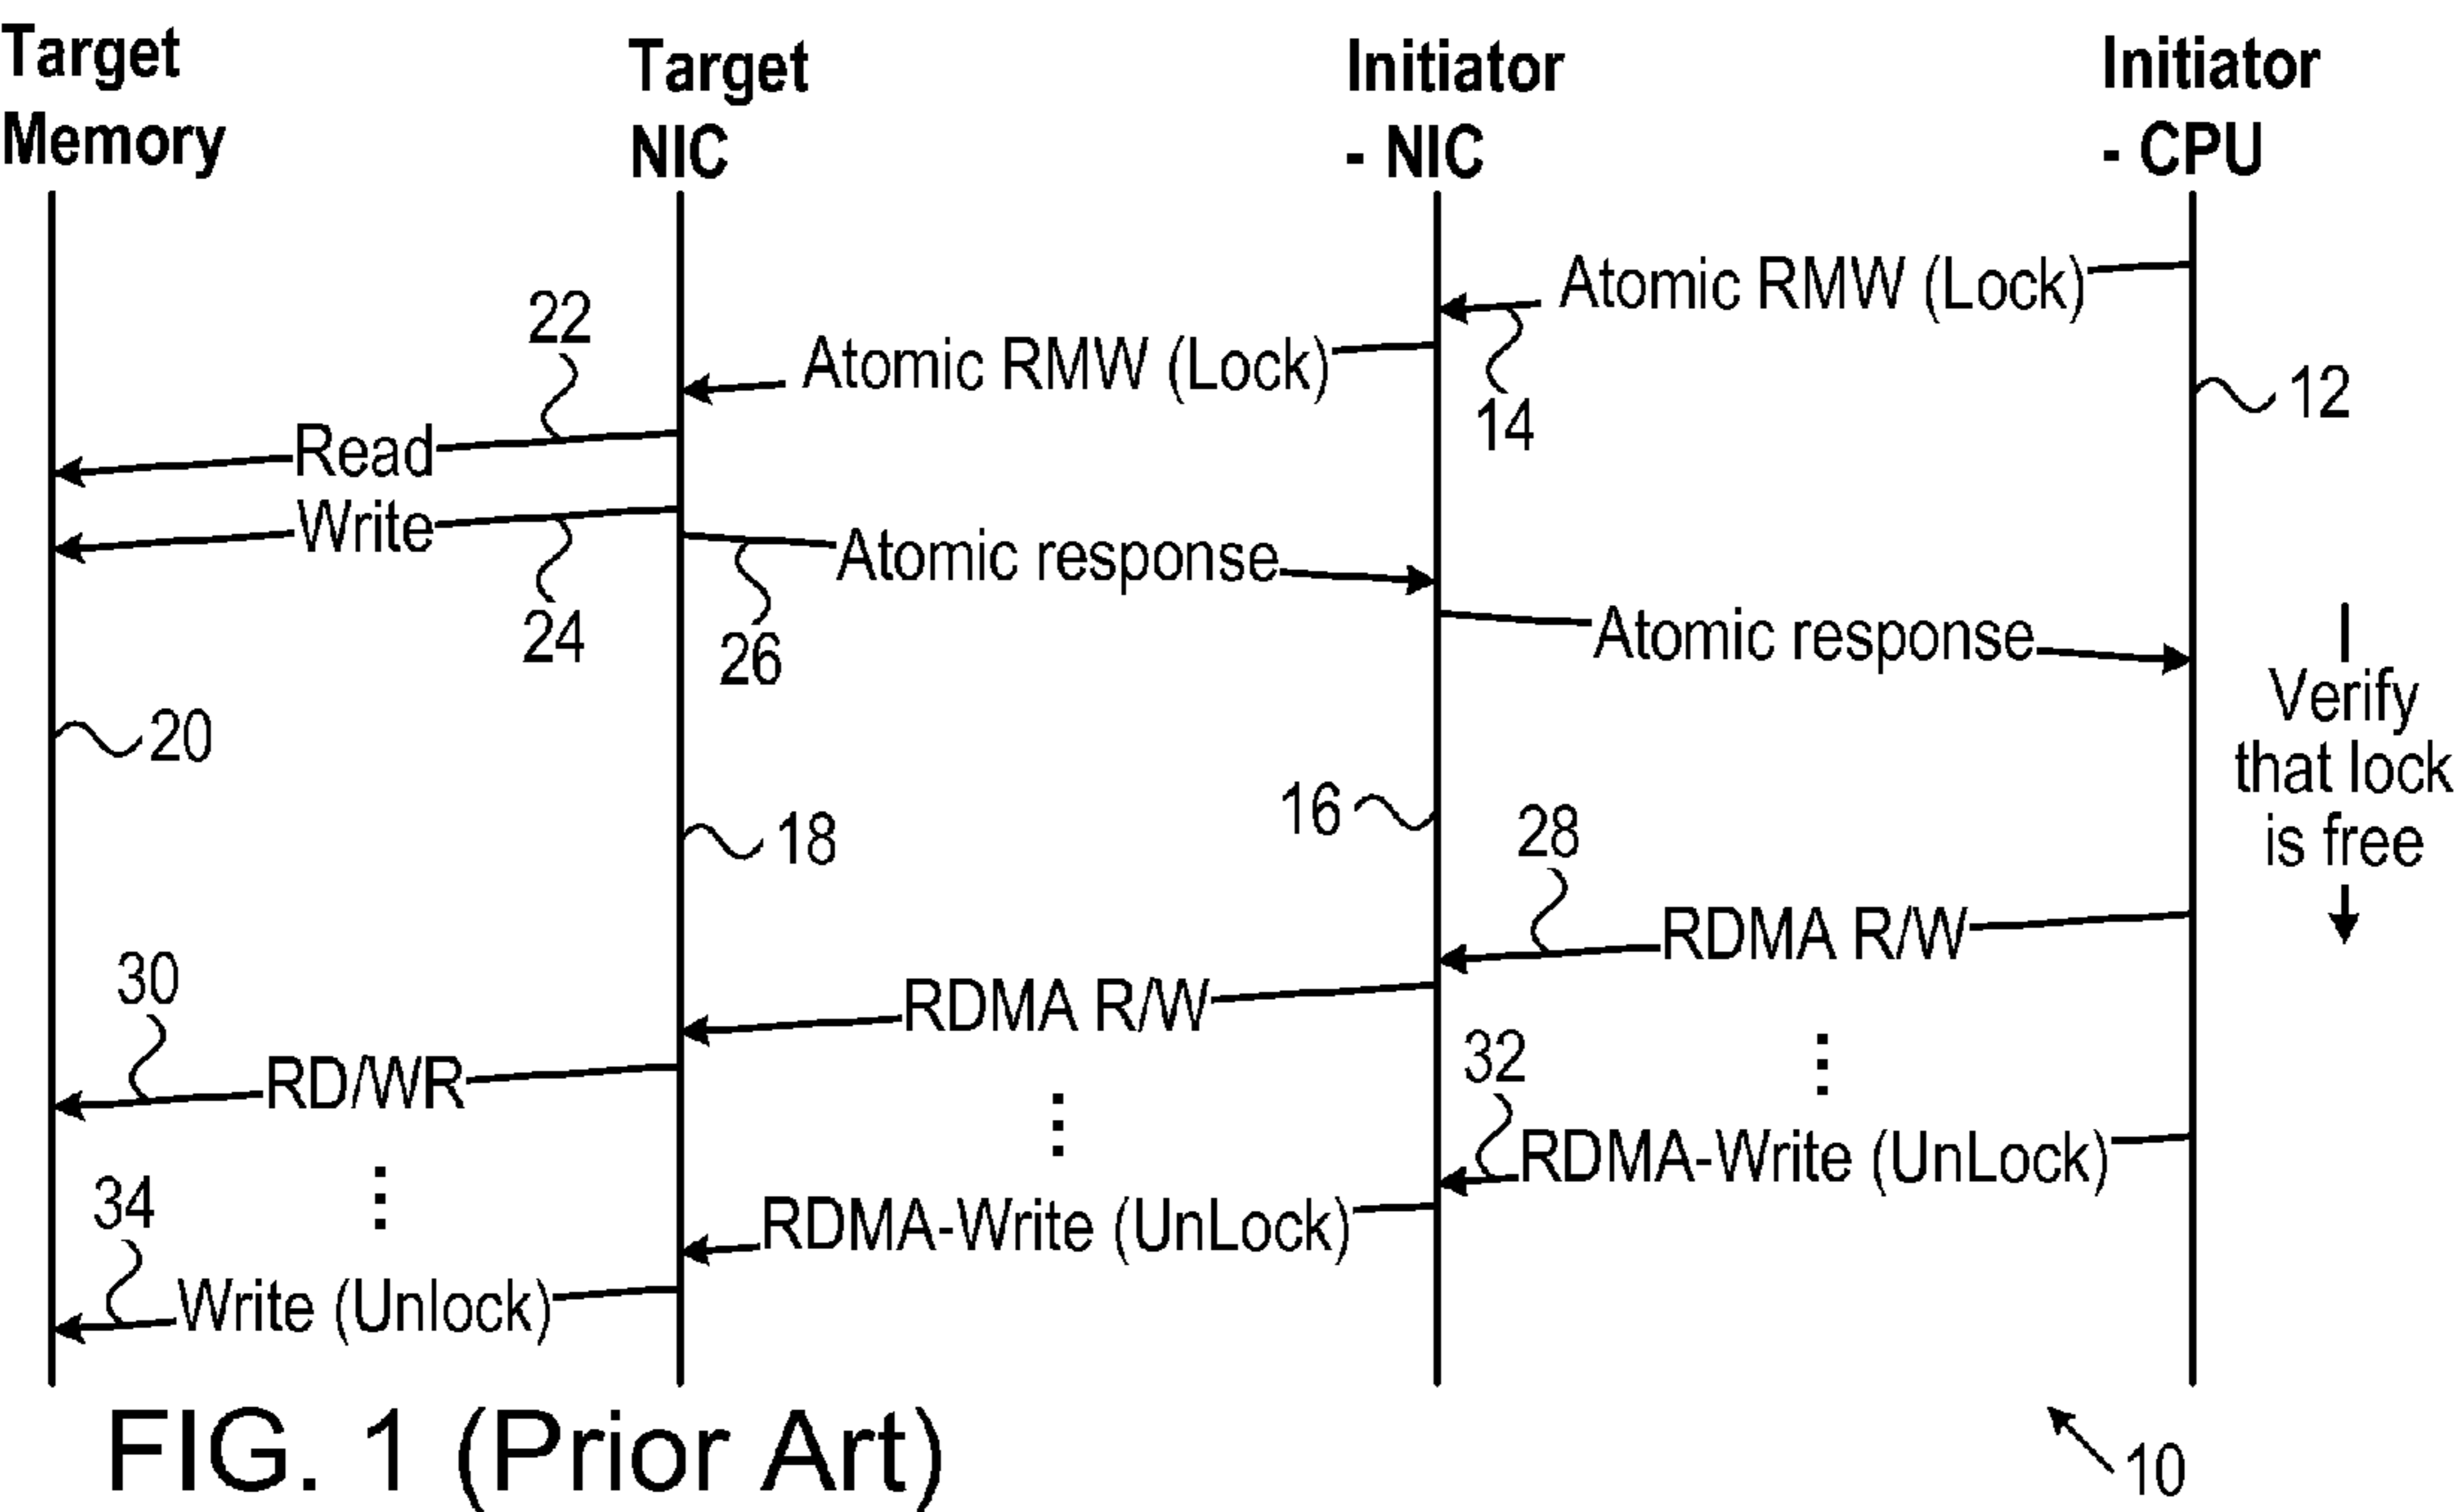 Target
Memory
Target
NIC
Initiator
- NIC
Initiator
- CPU
Atomic RMW (Lock)
14
12
22
Atomic RMW (Lock)
Read
Write
24
Atomic response
26
Atomic response
Verify
that lock
is free
20
18
16
28
RDMA R/W
RDMA R/W
30
RD/WR
⋮
⋮
⋮
32
RDMA-Write (UnLock)
RDMA-Write (UnLock)
34
Write (Unlock)
FIG. 1 (Prior Art)
10